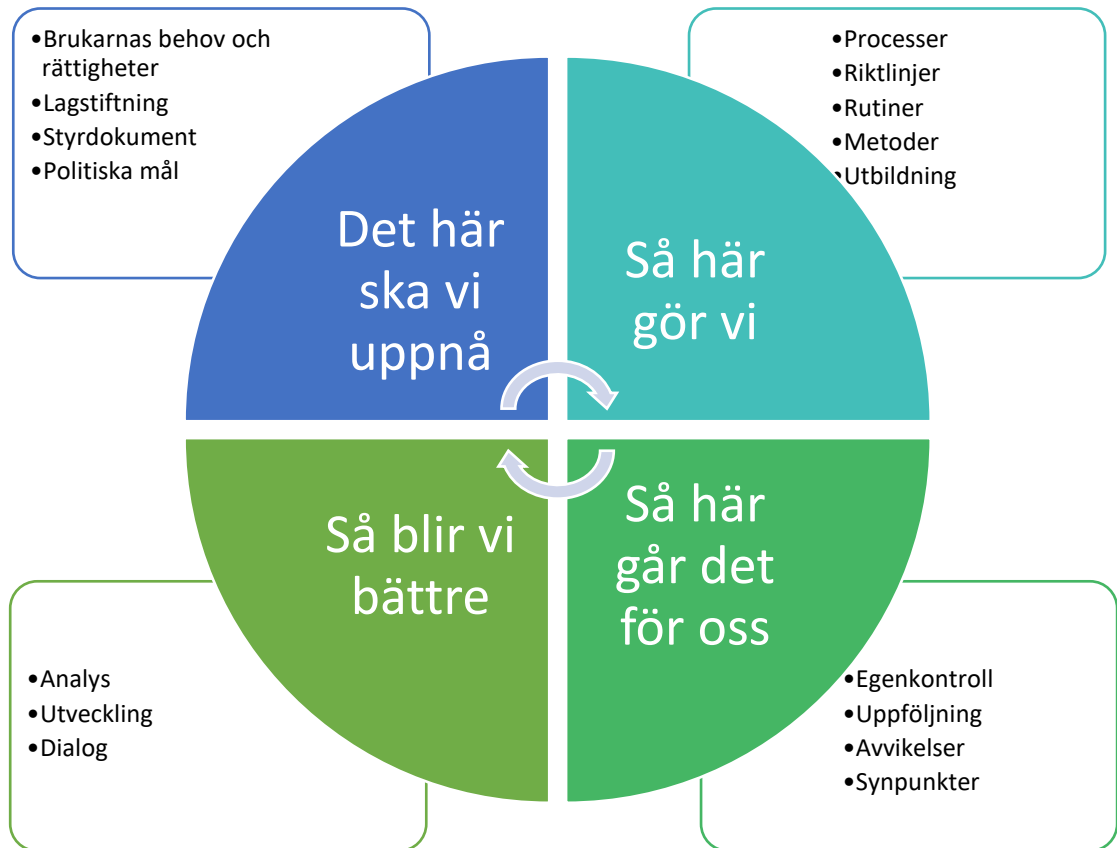 •Brukarnas behov och
rättigheter
•Lagstiftning
•Styrdokument
•Politiska mål
•Processer
•Riktlinjer
•Rutiner
•Metoder
•Utbildning
Det här
ska vi
uppnå
Så här
gör vi
Så blir vi
bättre
Så här
går det
för oss
•Analys
•Utveckling
•Dialog
•Egenkontroll
•Uppföljning
•Avvikelser
•Synpunkter